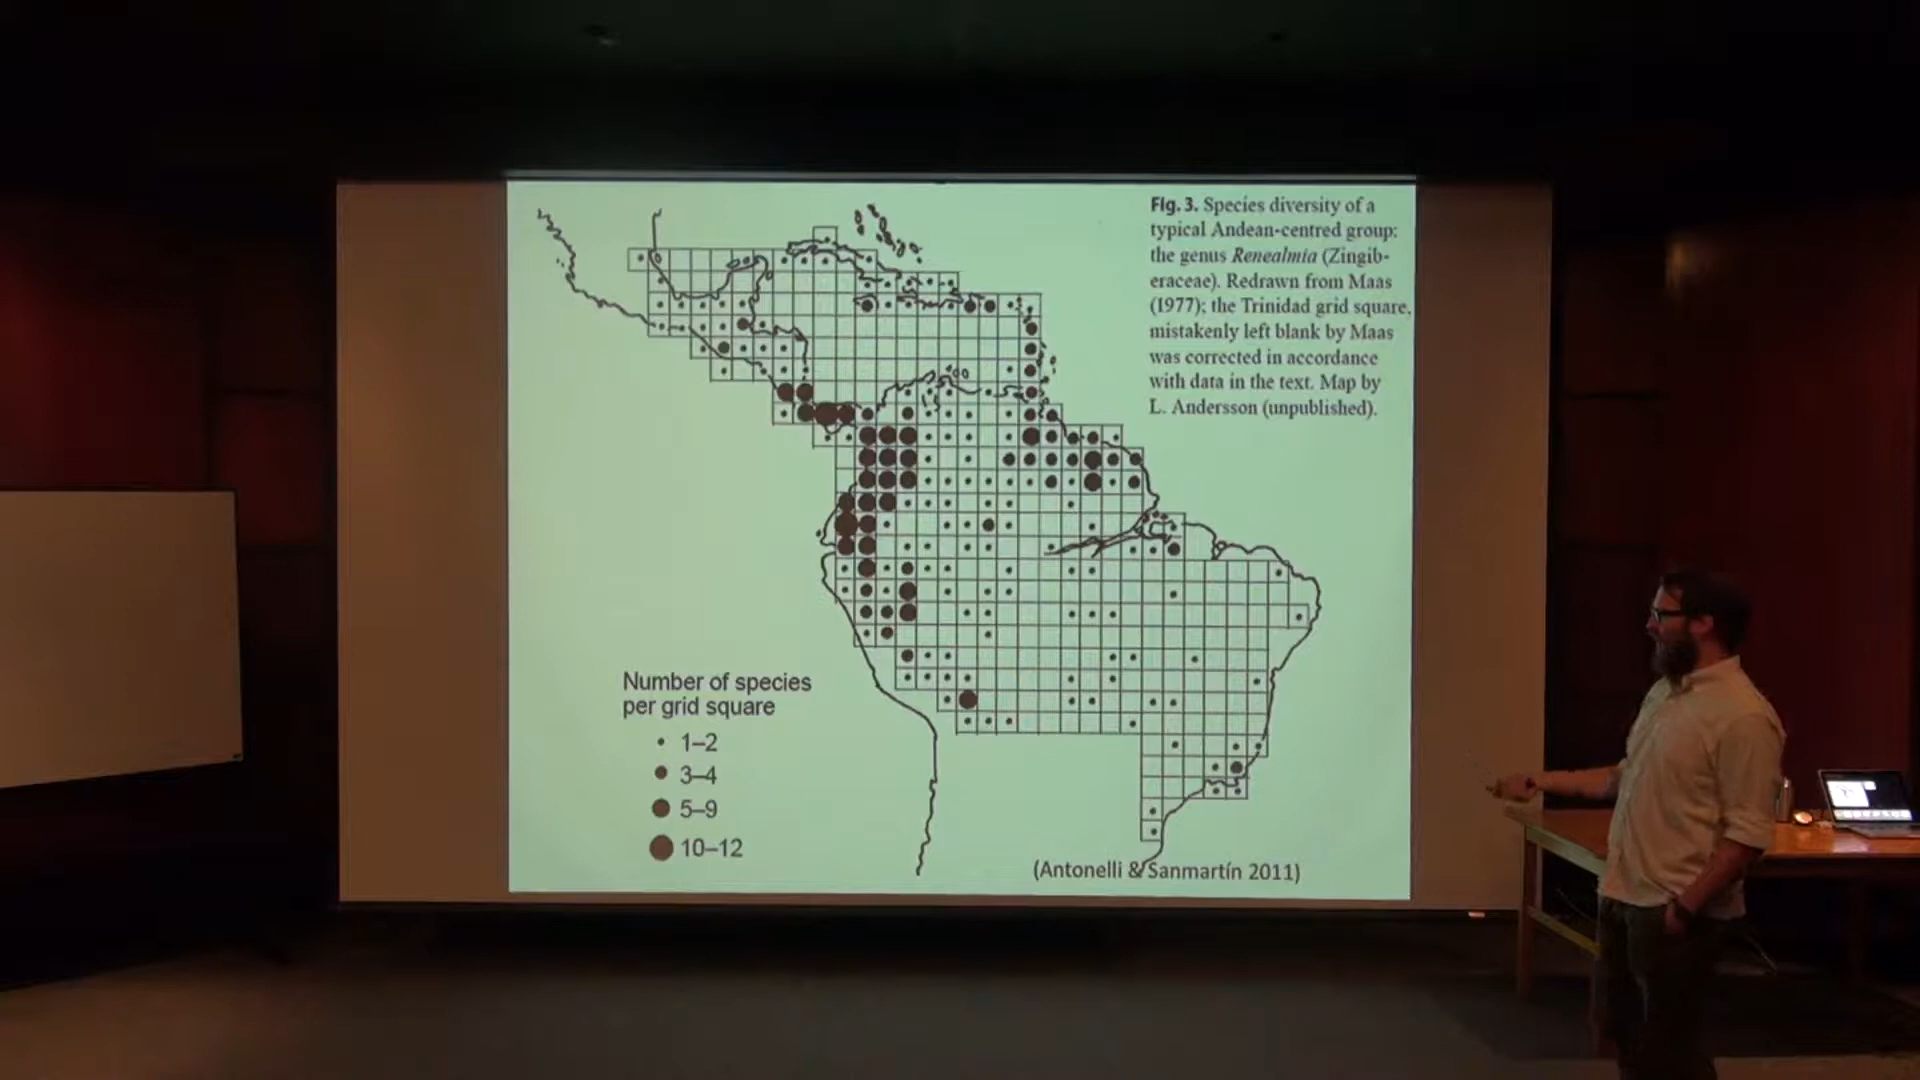 Fig. 3. Species diversity of a
typical Andean-centred group:
the genus Renealmia (Zingib-
eraceae). Redrawn from Maas
(1977); the Trinidad grid square,
mistakenly left blank by Maas
was corrected in accordance
with data in the text. Map by
L. Andersson (unpublished).
Number of species
per grid square
1–2
3–4
5–9
10–12
(Antonelli & Sanmartín 2011)